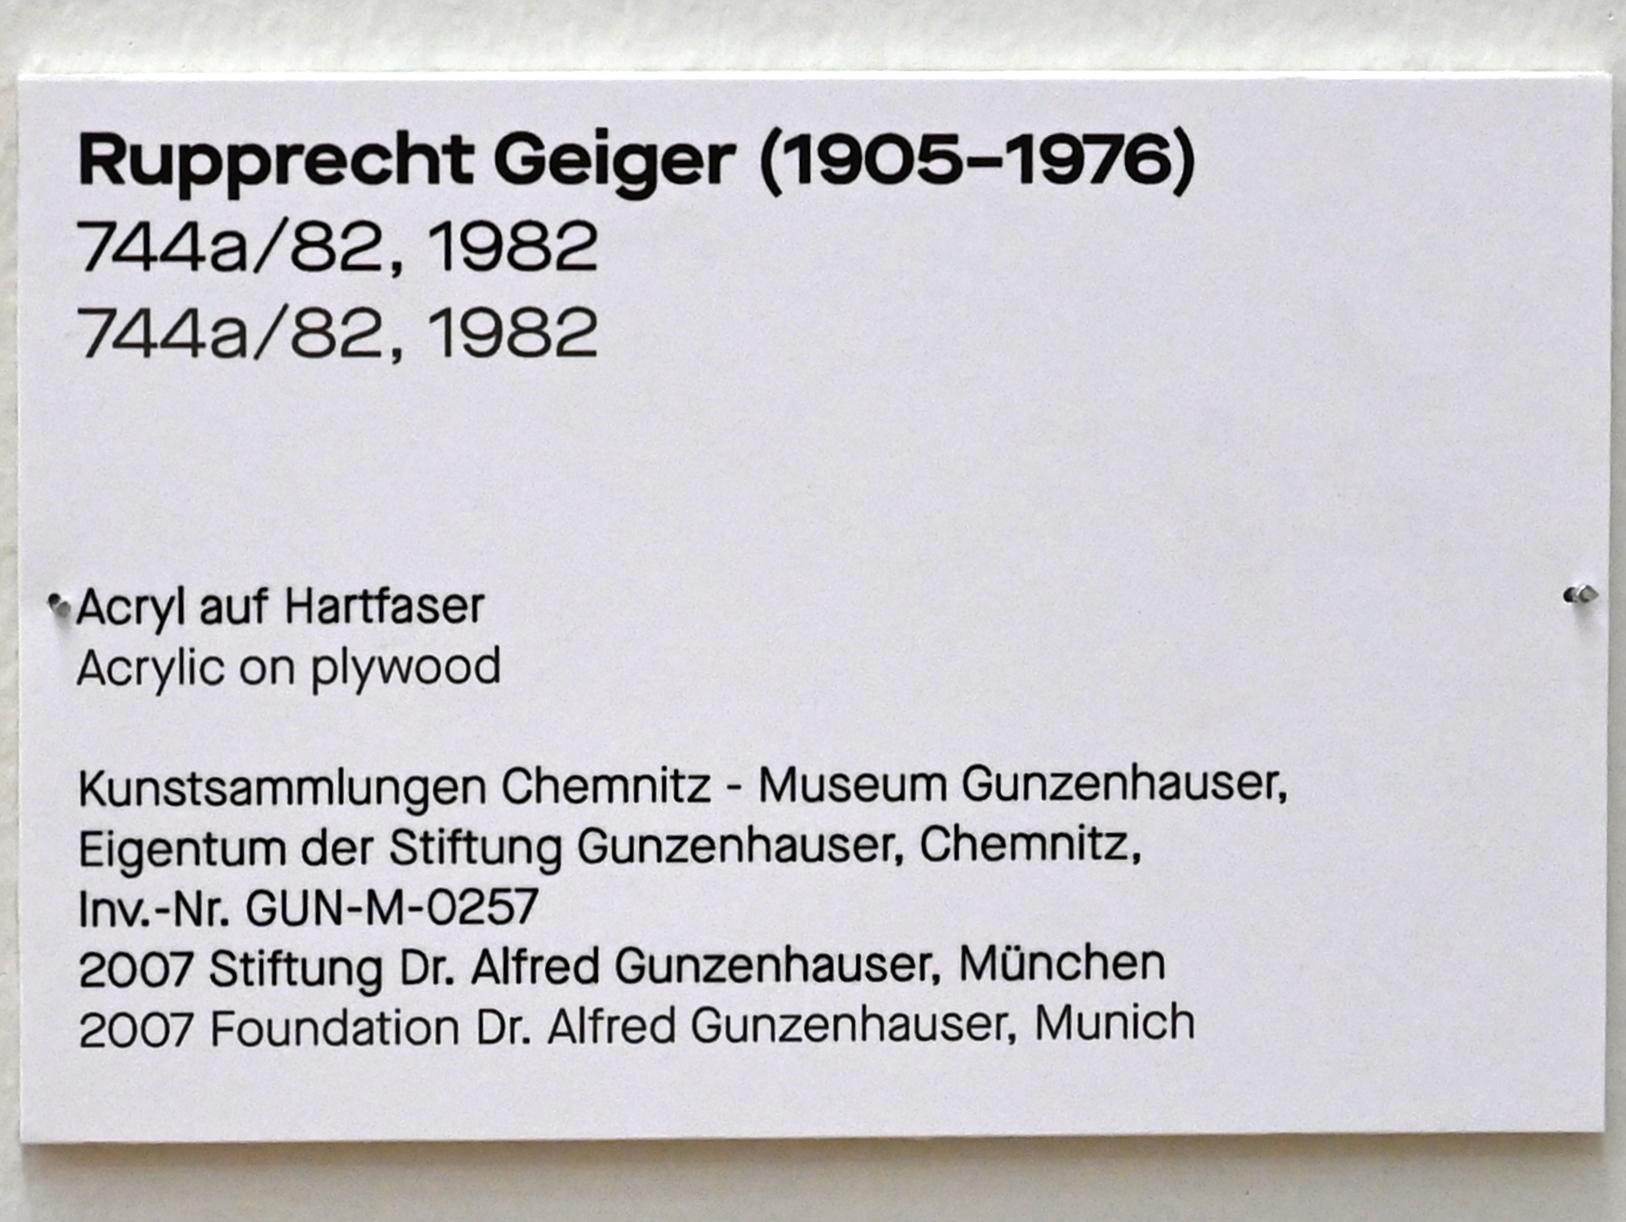 Rupprecht Geiger (1905–1976)
744a/82, 1982
744a/82, 1982
Acryl auf Hartfaser
Acrylic on plywood
Kunstsammlungen Chemnitz - Museum Gunzenhauser,
Eigentum der Stiftung Gunzenhauser, Chemnitz,
Inv.-Nr. GUN-M-0257
2007 Stiftung Dr. Alfred Gunzenhauser, München
2007 Foundation Dr. Alfred Gunzenhauser, Munich